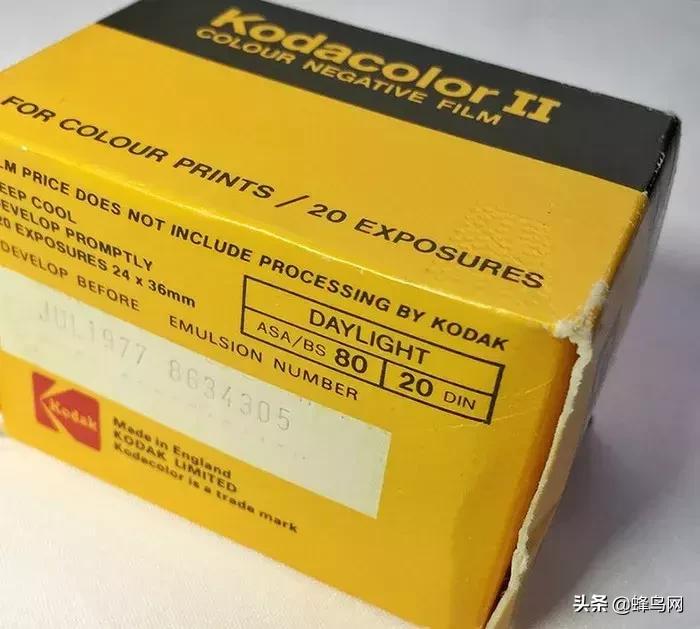 Kodacolor II
COLOUR NEGATIVE FILM
FOR COLOUR PRINTS / 20 EXPOSURES
LM PRICE DOES NOT INCLUDE PROCESSING BY KODAK
EEP COOL
DEVELOP PROMPTLY
20 EXPOSURES 24 x 36mm
DEVELOP BEFORE EMULSION NUMBER
DAYLIGHT
ASA/BS 80 20 DIN
JUL1977 8634305
Kodak
Made in England
KODAK LIMITED
Kodacolor is a trade mark
头条 @蜂鸟网